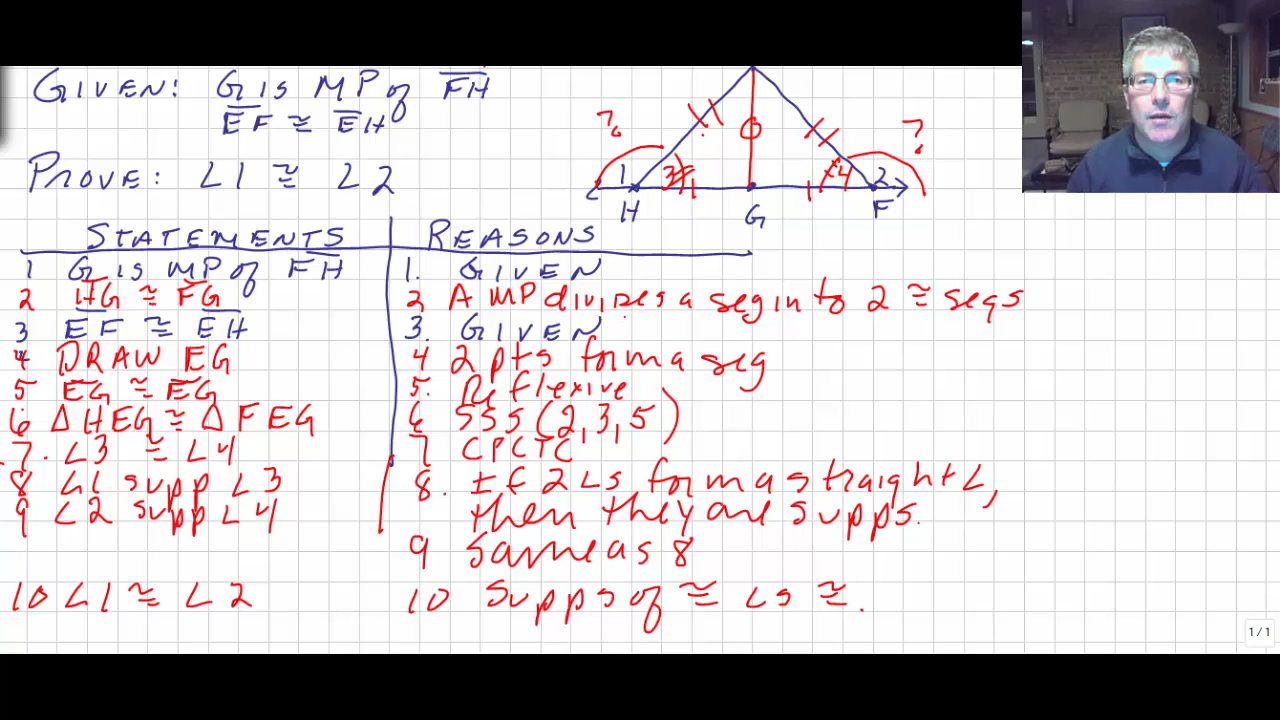 GIVEN: G is MP of FH
EF ≅ EH
PROVE: ∠1 ≅ ∠2
? ?
1 3 4 2
H G F
STATEMENTS REASONS
1 G is MP of FH 1. GIVEN
2 HG ≅ FG 2 A MP divides a seg into 2 ≅ segs
3 EF ≅ EH 3. GIVEN
4 DRAW EG 4 2 pts form a seg
5 EG ≅ EG 5. Reflexive
6 △HEG ≅ △FEG 6 SSS (2,3,5)
7. ∠3 ≅ ∠4 7 CPCTC
8 ∠1 supp ∠3 8. If 2 ∠s form a straight ∠,
9 ∠2 supp ∠4 then they are supps.
9 Same as 8
10 ∠1 ≅ ∠2 10 Supps of ≅ ∠s ≅.
1/1